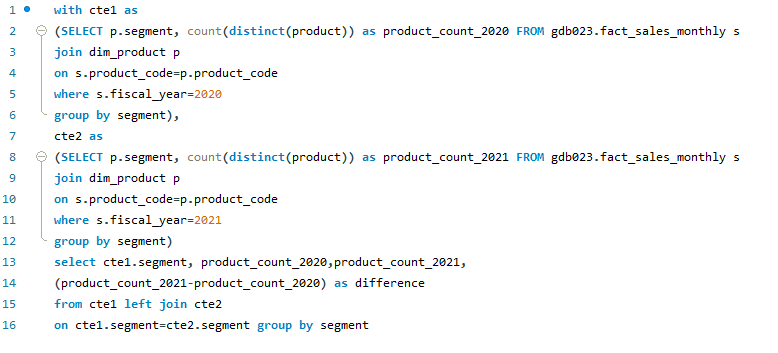 1 with cte1 as
2 (SELECT p.segment, count(distinct(product)) as product_count_2020 FROM gdb023.fact_sales_monthly s
3 join dim_product p
4 on s.product_code=p.product_code
5 where s.fiscal_year=2020
6 group by segment),
7 cte2 as
8 (SELECT p.segment, count(distinct(product)) as product_count_2021 FROM gdb023.fact_sales_monthly s
9 join dim_product p
10 on s.product_code=p.product_code
11 where s.fiscal_year=2021
12 group by segment)
13 select cte1.segment, product_count_2020,product_count_2021,
14 (product_count_2021-product_count_2020) as difference
15 from cte1 left join cte2
16 on cte1.segment=cte2.segment group by segment